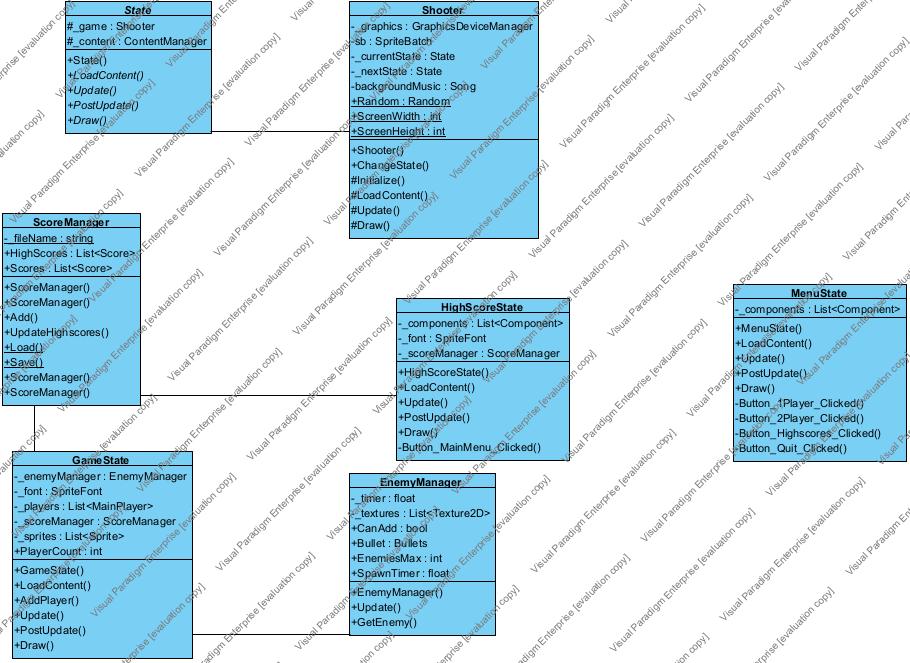 State
#_game : Shooter
#_content : ContentManager
+State()
+LoadContent()
+Update()
+PostUpdate()
+Draw()
Shooter
-_graphics : GraphicsDeviceManager
-sb : SpriteBatch
-_currentState : State
-_nextState : State
-backgroundMusic : Song
+Random : Random
+ScreenWidth : int
+ScreenHeight : int
+Shooter()
+ChangeState()
#Initialize()
#LoadContent()
#Update()
#Draw()
ScoreManager
-_fileName : string
+HighScores : List<Score>
+Scores : List<Score>
+ScoreManager()
+ScoreManager()
+Add()
+UpdateHighscores()
+Load()
+Save()
+ScoreManager()
+ScoreManager()
HighScoreState
-_components : List<Component>
-_font : SpriteFont
-_scoreManager : ScoreManager
+HighScoreState()
+LoadContent()
+Update()
+PostUpdate()
+Draw()
-Button_MainMenu_Clicked()
MenuState
-_components : List<Component>
+MenuState()
+LoadContent()
+Update()
+PostUpdate()
+Draw()
-Button_1Player_Clicked()
-Button_2Player_Clicked()
-Button_Highscores_Clicked()
-Button_Quit_Clicked()
GameState
-_enemyManager : EnemyManager
-_font : SpriteFont
-_players : List<MainPlayer>
-_scoreManager : ScoreManager
-_sprites : List<Sprite>
+PlayerCount : int
+GameState()
+LoadContent()
+AddPlayer()
+Update()
+PostUpdate()
+Draw()
EnemyManager
-_timer : float
-_textures : List<Texture2D>
+CanAdd : bool
+Bullet : Bullets
+EnemiesMax : int
+SpawnTimer : float
+EnemyManager()
+Update()
+GetEnemy()
Visual Paradigm Enterprise [evaluation copy]